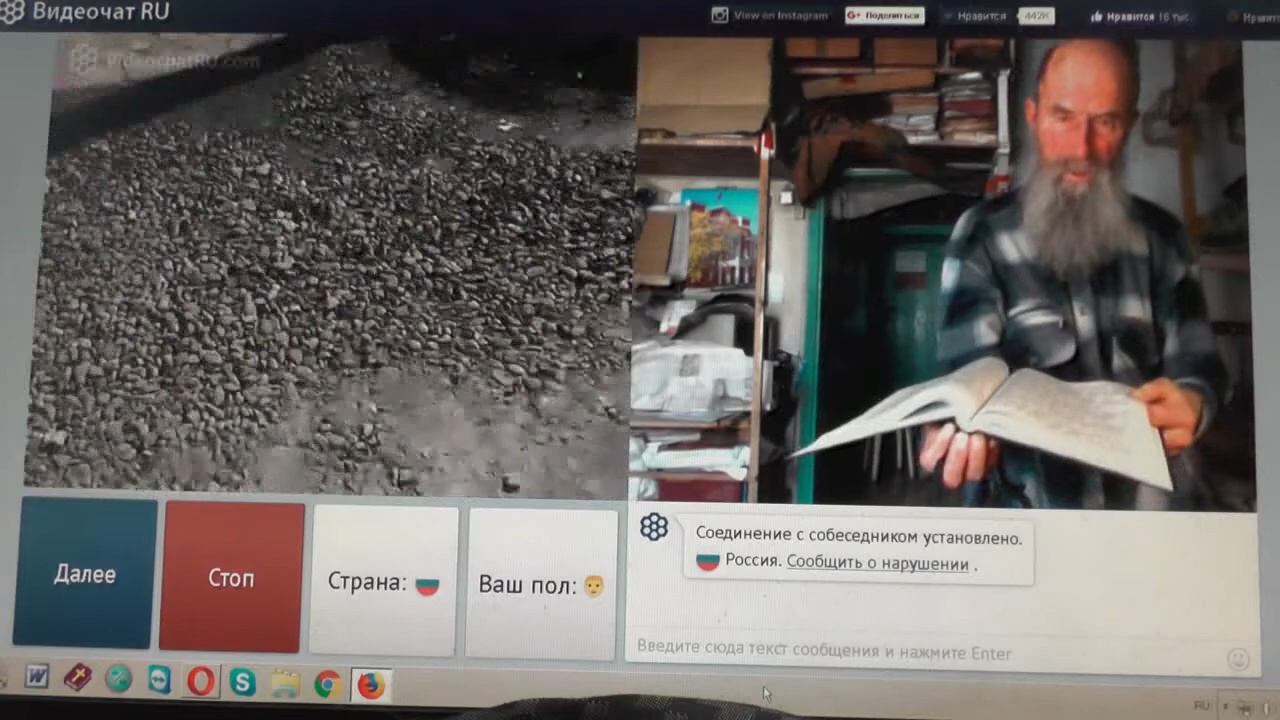 Видеочат RU
View on Instagram
G+ Поделиться
Нравится 442K
Нравится 16 тыс.
VideochatRU.com
Соединение с собеседником установлено.
Россия. Сообщить о нарушении .
Далее
Стоп
Страна:
Ваш пол:
Введите сюда текст сообщения и нажмите Enter
RU